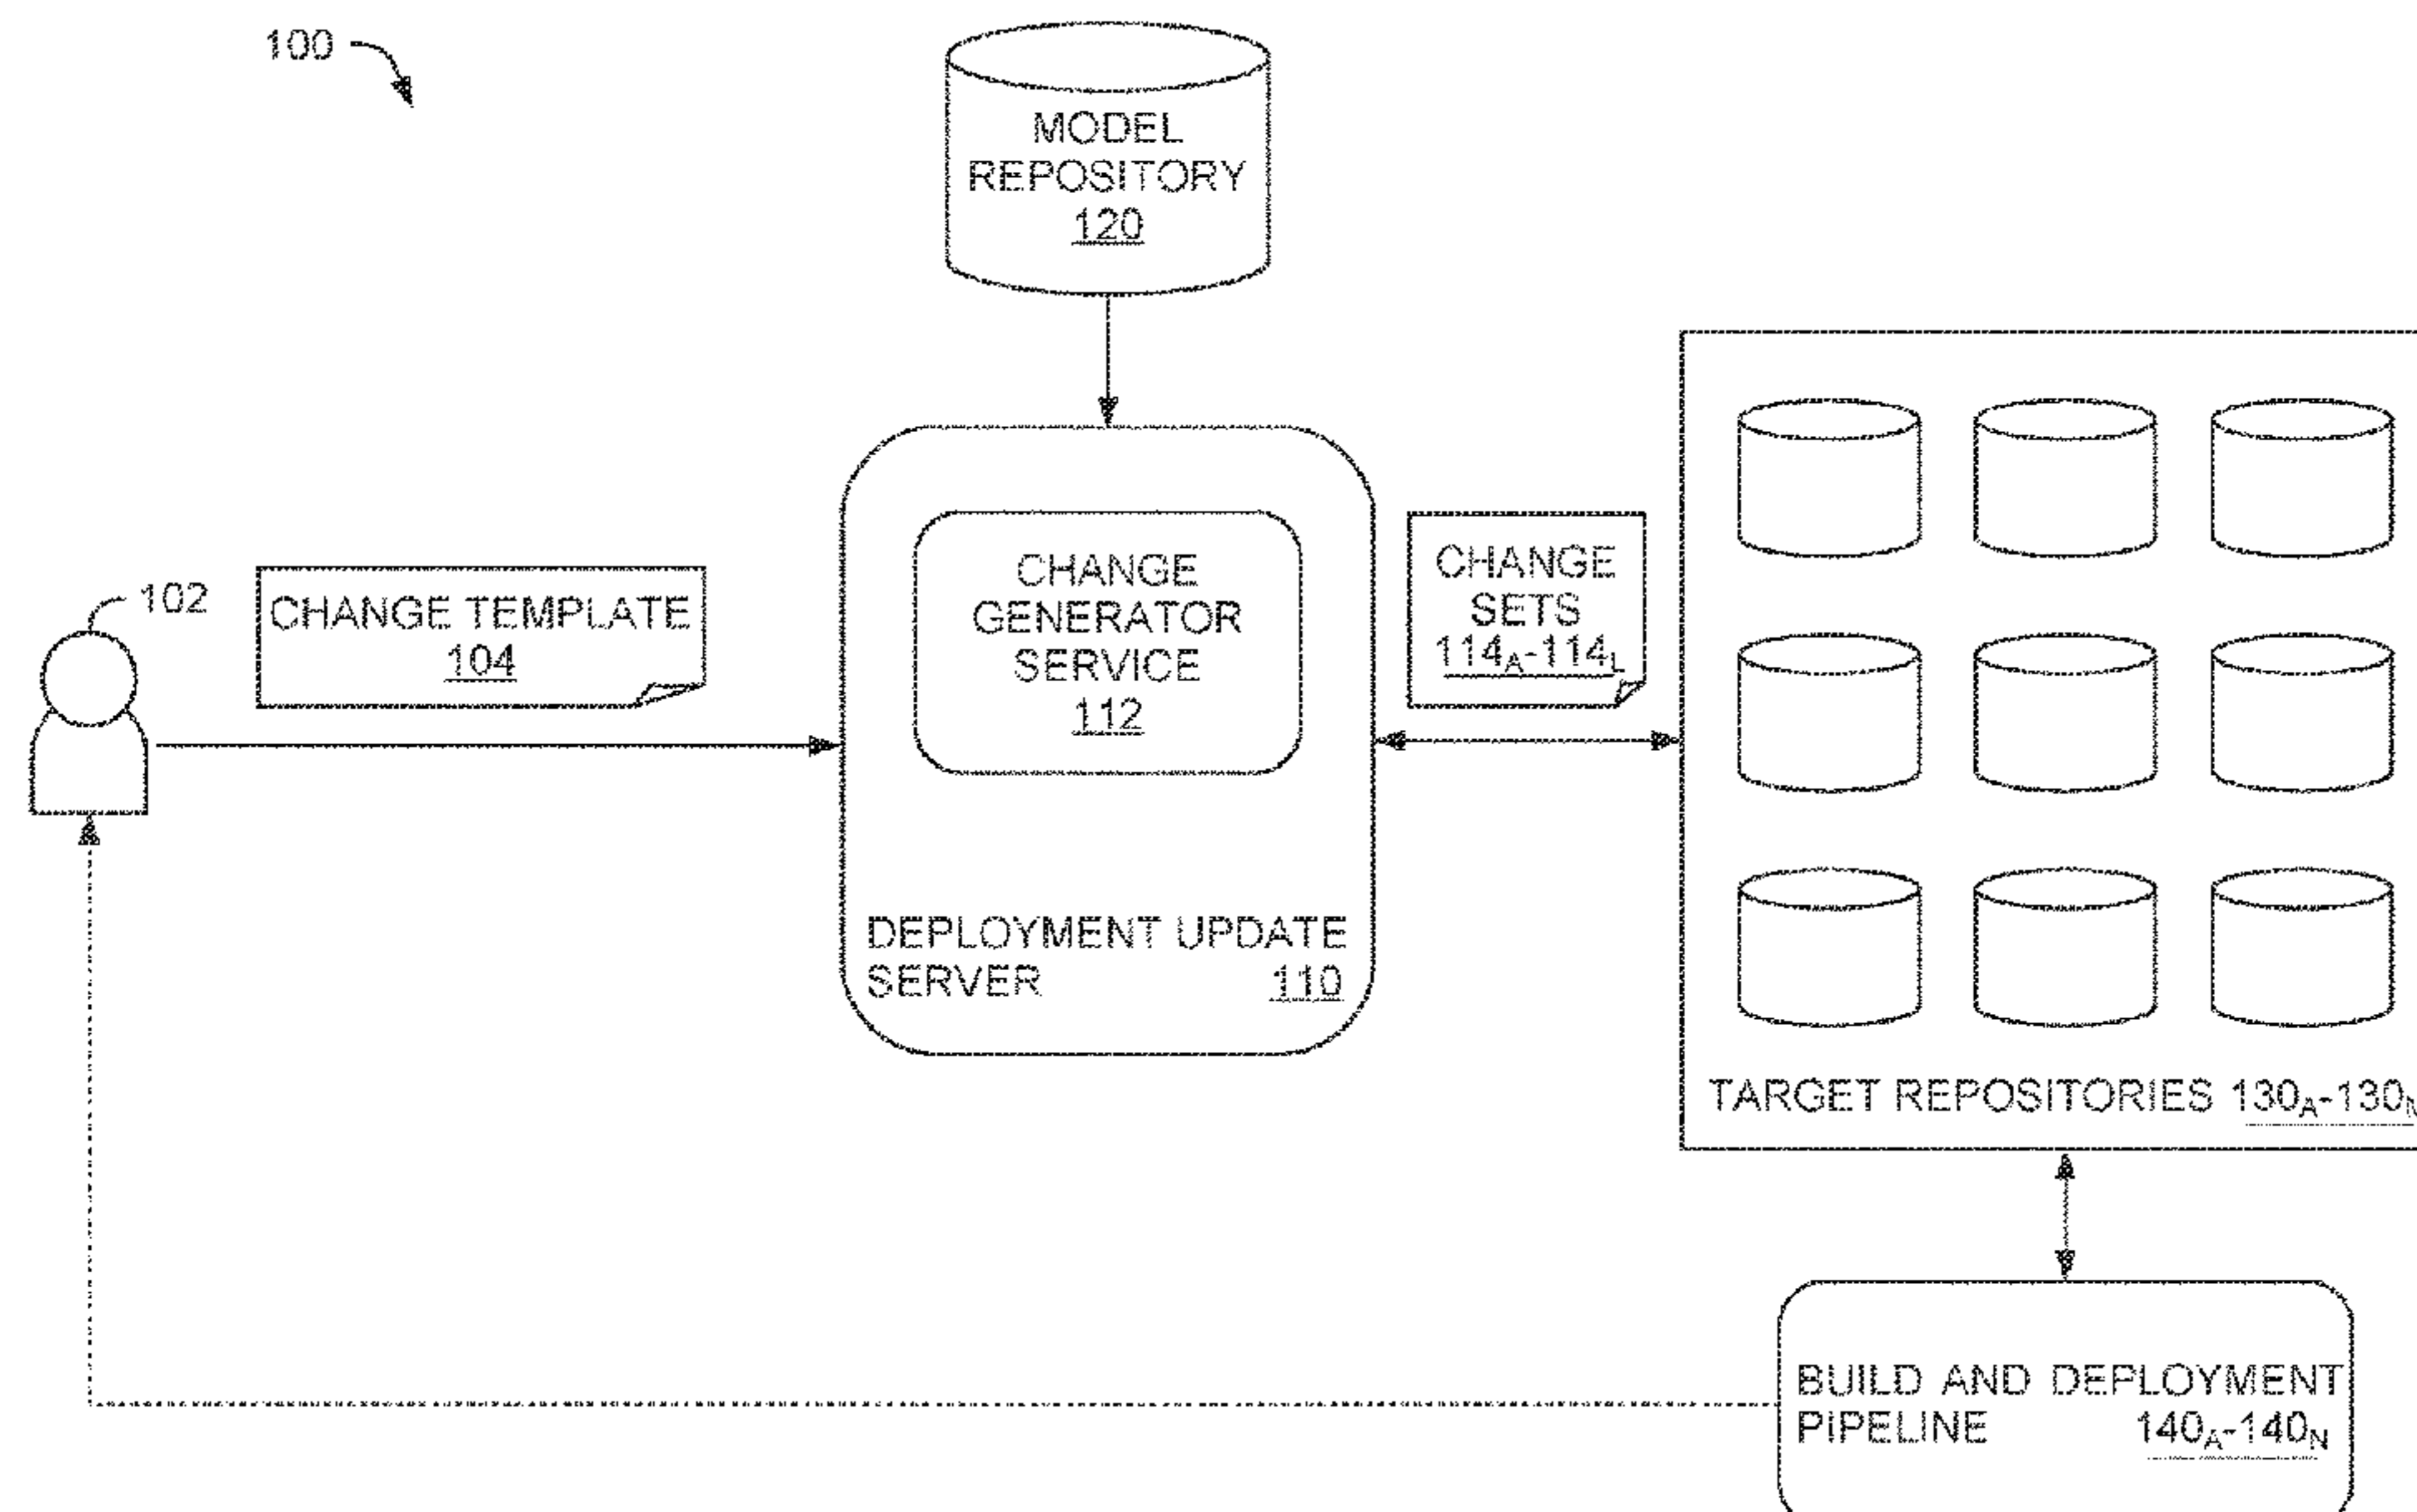 100
MODEL
REPOSITORY
120
102
CHANGE TEMPLATE
104
CHANGE
GENERATOR
SERVICE
112
DEPLOYMENT UPDATE
SERVER 110
CHANGE
SETS
114A-114L
TARGET REPOSITORIES 130A-130N
BUILD AND DEPLOYMENT
PIPELINE 140A-140N